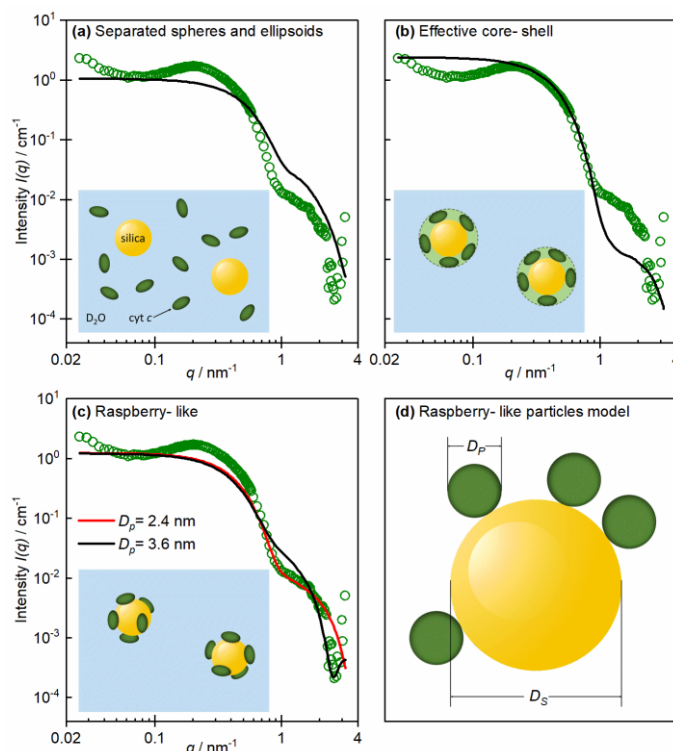 (a) Separated spheres and ellipsoids
10¹
10⁰
10⁻¹
10⁻²
10⁻³
10⁻⁴
Intensity I(q) / cm⁻¹
silica
D₂O
cyt c
0.02
0.1
1
4
q / nm⁻¹
(b) Effective core- shell
0.02
0.1
1
4
q / nm⁻¹
(c) Raspberry- like
10¹
10⁰
10⁻¹
10⁻²
10⁻³
10⁻⁴
Intensity I(q) / cm⁻¹
Dₚ= 2.4 nm
Dₚ= 3.6 nm
0.02
0.1
1
4
q / nm⁻¹
(d) Raspberry- like particles model
D_P
D_S